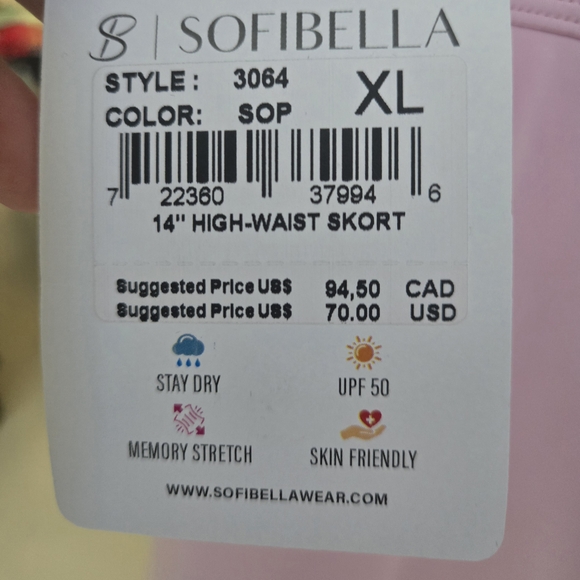 SB | SOFIBELLA
STYLE: 3064 XL
COLOR: SOP
7 22360 37994 6
14" HIGH-WAIST SKORT
Suggested Price US$ 94,50 CAD
Suggested Price US$ 70.00 USD
STAY DRY UPF 50
MEMORY STRETCH SKIN FRIENDLY
WWW.SOFIBELLAWEAR.COM